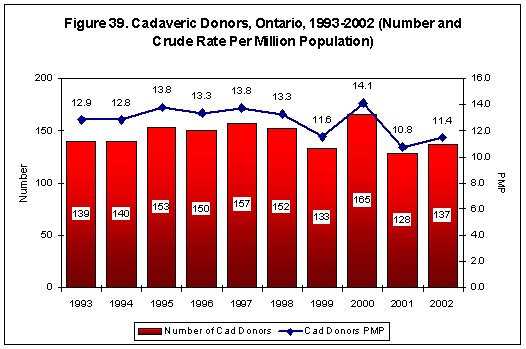 Figure 39. Cadaveric Donors, Ontario, 1993-2002 (Number and
Crude Rate Per Million Population)
200 16.0
14.0
150 12.0
10.0
100 8.0
6.0
50 4.0
2.0
0 0.0
Number
PMP
12.9 12.8 13.8 13.3 13.8 13.3 11.6 14.1 10.8 11.4
139 140 153 150 157 152 133 165 128 137
1993 1994 1995 1996 1997 1998 1999 2000 2001 2002
Number of Cad Donors Cad Donors PMP